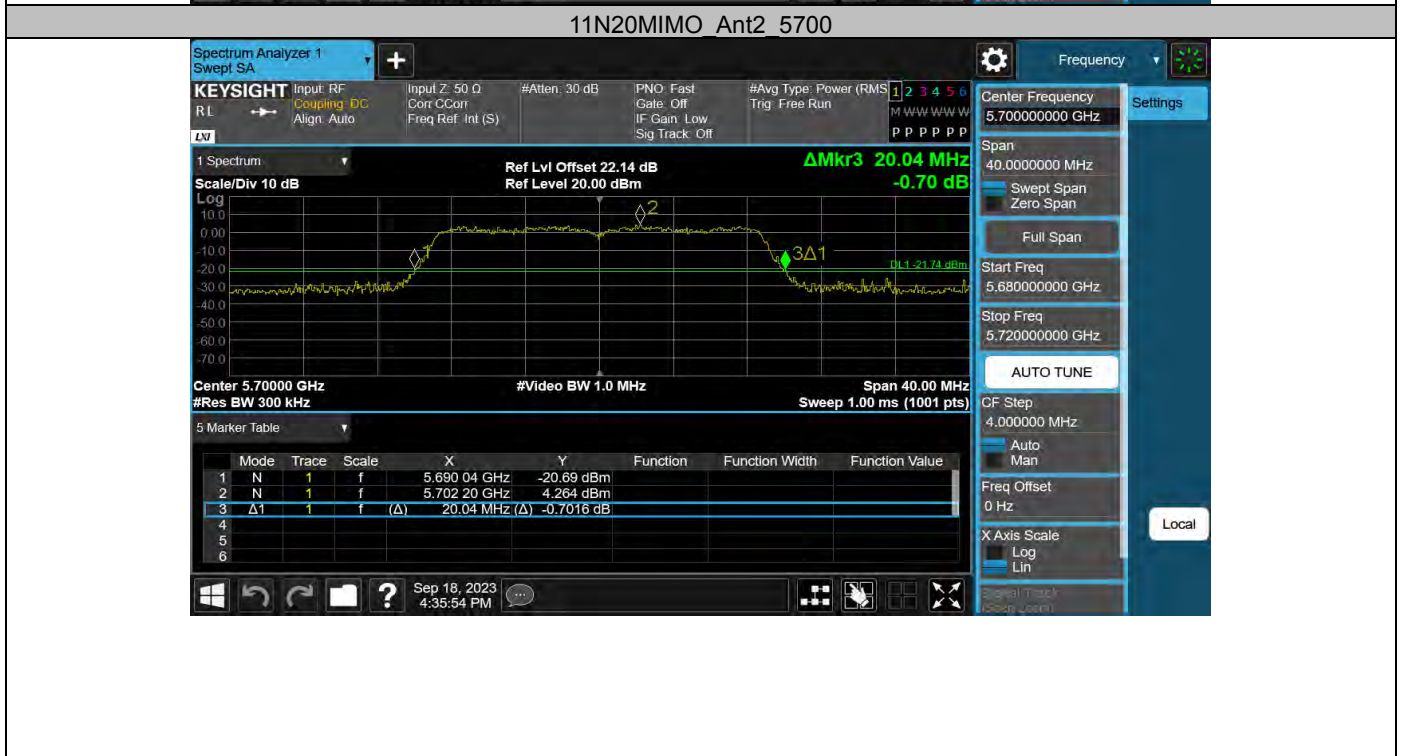 11N20MIMO_Ant2_5700
Spectrum Analyzer 1
Swept SA
+
Frequency
KEYSIGHT
RL
LXI
Input: RF
Coupling: DC
Align: Auto
Input Z: 50 Ω
Corr CCorr
Freq Ref: Int (S)
#Atten: 30 dB
PNO: Fast
Gate: Off
IF Gain: Low
Sig Track: Off
#Avg Type: Power (RMS
Trig: Free Run
1 2 3 4 5 6
M W W W W W
P P P P P P
Settings
1 Spectrum
Scale/Div 10 dB
Ref Lvl Offset 22.14 dB
Ref Level 20.00 dBm
ΔMkr3 20.04 MHz
-0.70 dB
Log
10.0
0.00
-10.0
-20.0
-30.0
-40.0
-50.0
-60.0
-70.0
1
2
3Δ1
DL1 -21.74 dBm
Center 5.70000 GHz
#Res BW 300 kHz
#Video BW 1.0 MHz
Span 40.00 MHz
Sweep 1.00 ms (1001 pts)
5 Marker Table
Mode Trace Scale X Y Function Function Width Function Value
1 N 1 f 5.690 04 GHz -20.69 dBm
2 N 1 f 5.702 20 GHz 4.264 dBm
3 Δ1 1 f (Δ) 20.04 MHz (Δ) -0.7016 dB
4
5
6
Center Frequency
5.700000000 GHz
Span
40.0000000 MHz
Swept Span
Zero Span
Full Span
Start Freq
5.680000000 GHz
Stop Freq
5.720000000 GHz
AUTO TUNE
CF Step
4.000000 MHz
Auto
Man
Freq Offset
0 Hz
X Axis Scale
Log
Lin
Signal Track
(Span Zoom)
Local
?
Sep 18, 2023
4:35:54 PM